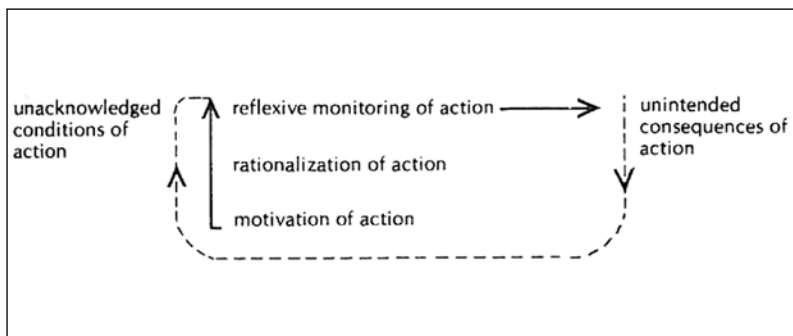 unacknowledged
conditions of
action
reflexive monitoring of action
rationalization of action
motivation of action
unintended
consequences of
action